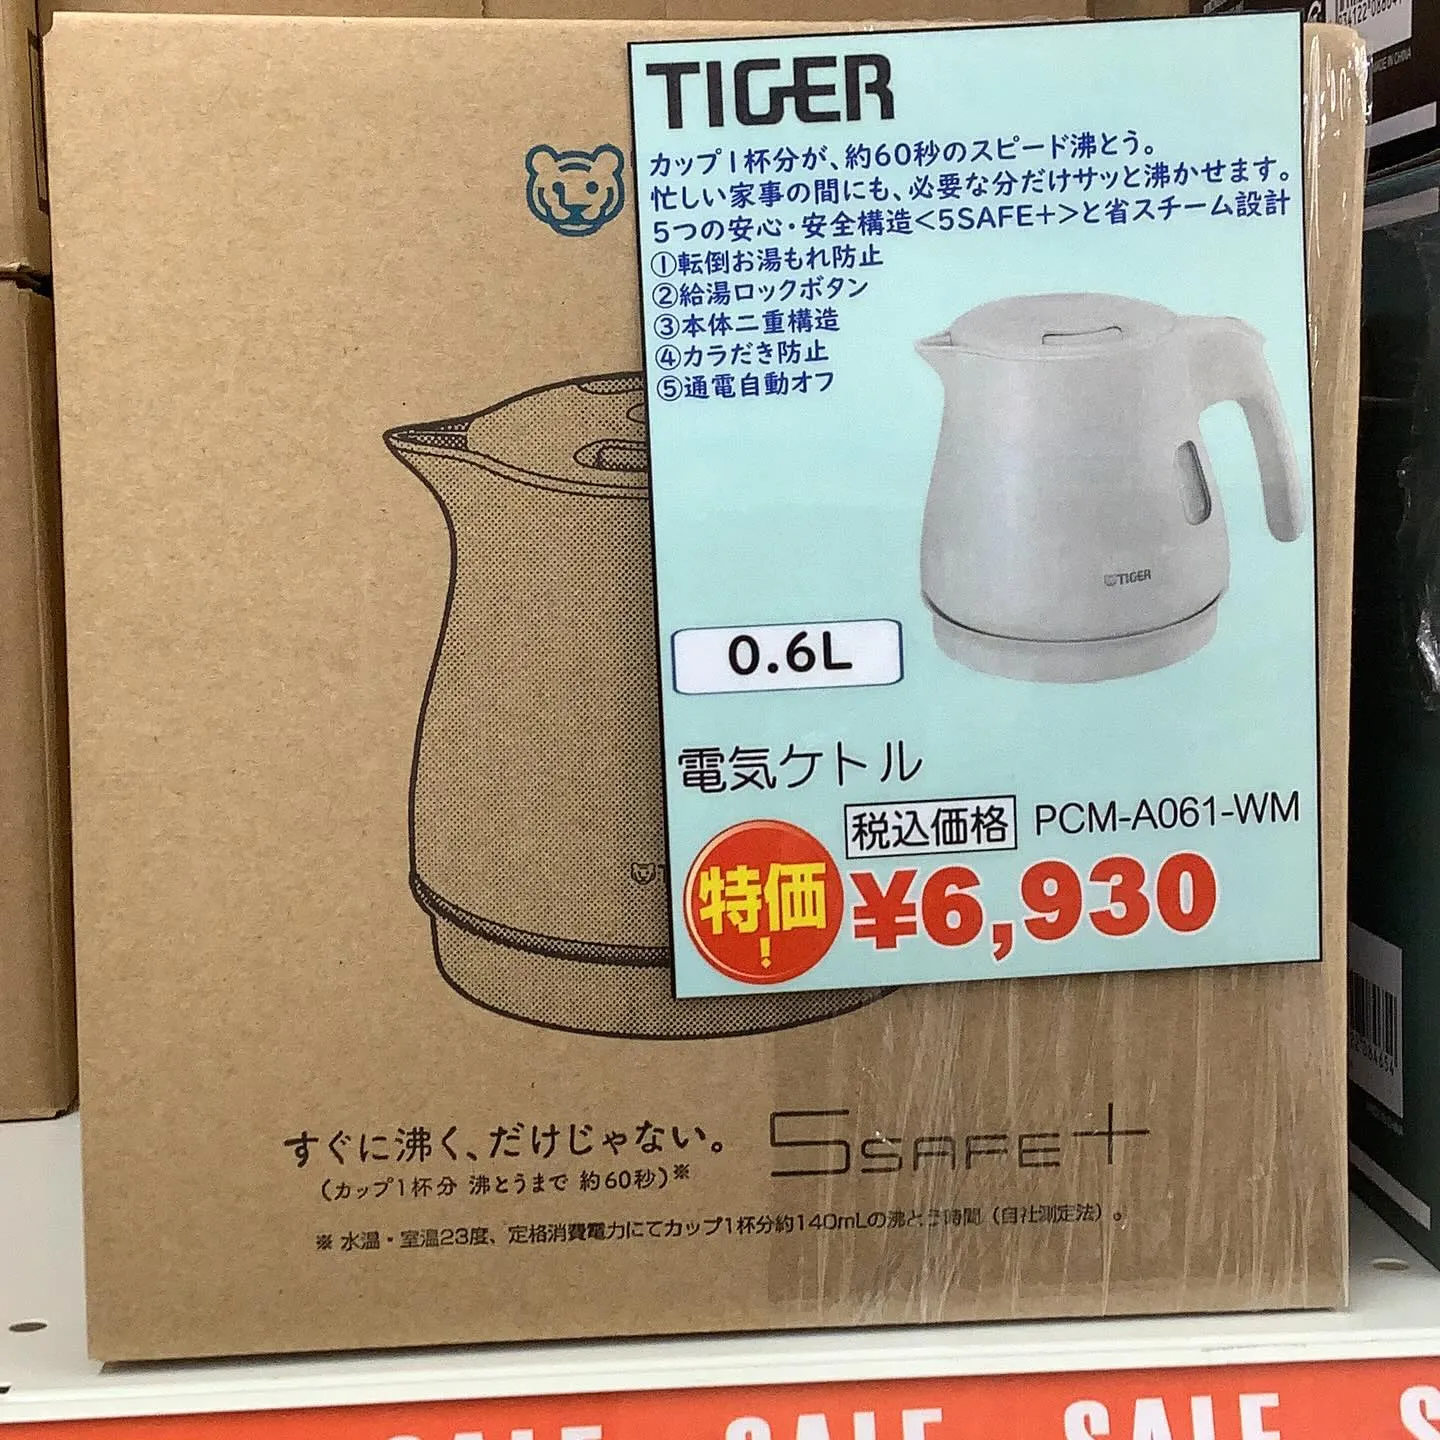 TIGER
カップ1杯分が、約60秒のスピード沸とう。
忙しい家事の間にも、必要な分だけサッと沸かせます。
5つの安心・安全構造<5SAFE+>と省スチーム設計
①転倒お湯もれ防止
②給湯ロックボタン
③本体二重構造
④カラだき防止
⑤通電自動オフ
TIGER
0.6L
電気ケトル
税込価格 PCM-A061-WM
特価!
¥6,930
すぐに沸く、だけじゃない。
(カップ1杯分 沸とうまで 約60秒)※
5SAFE+
※ 水温・室温23度、定格消費電力にてカップ1杯分約140mLの沸とう時間(自社測定法)。
MADE IN CHINA
SALE SALE SALE